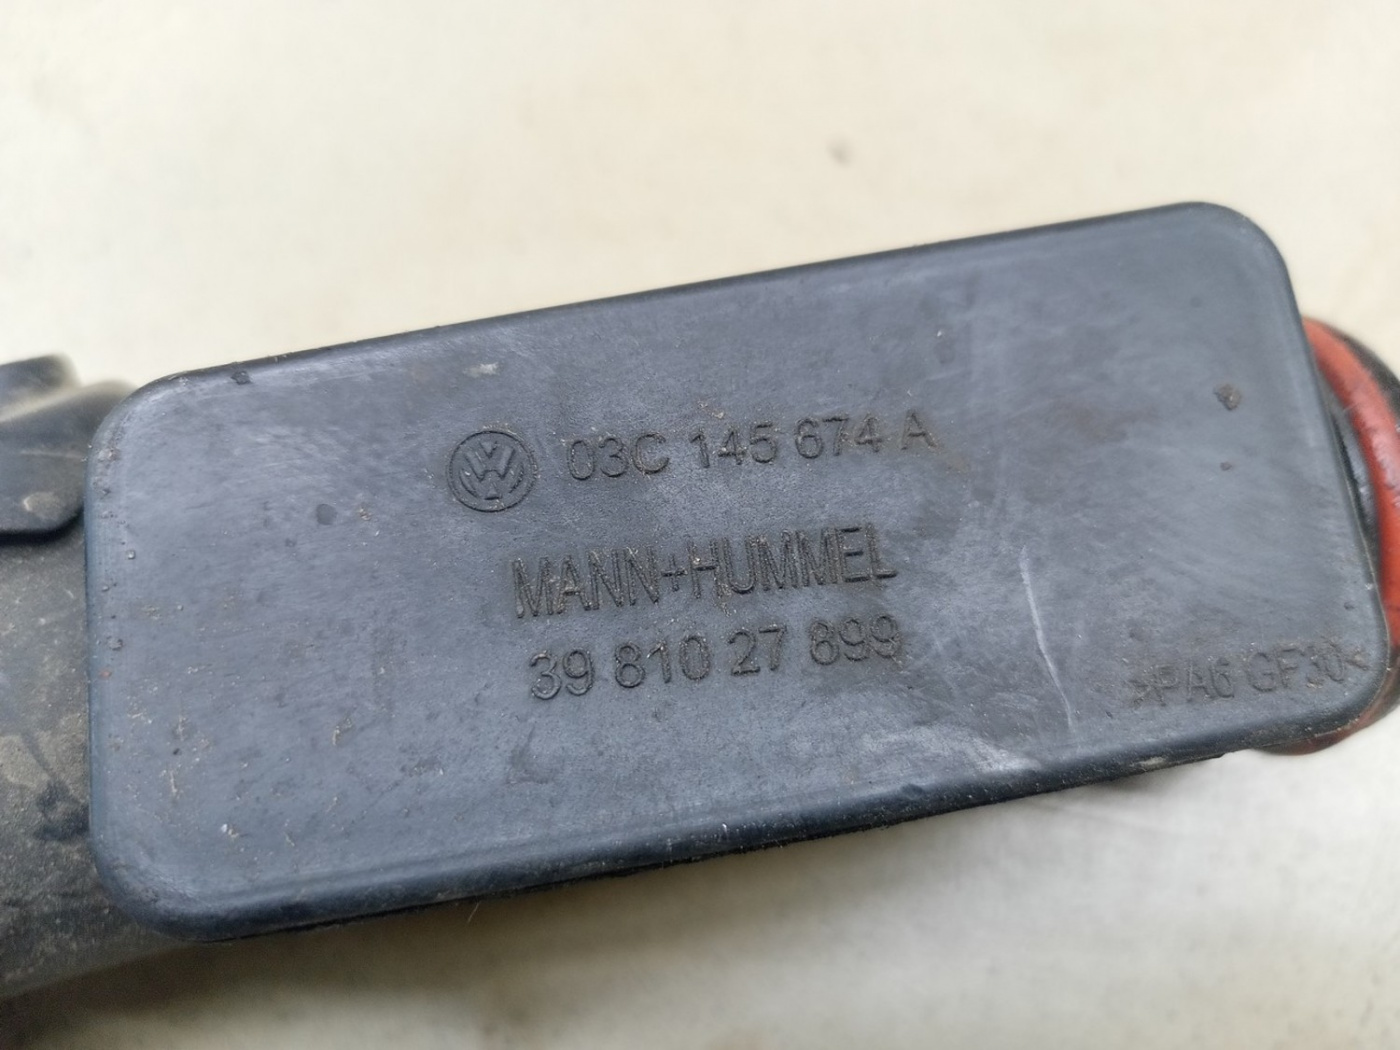 03C 145 674 A
MANN+HUMMEL
39 810 27 899
>PA6 GF30<